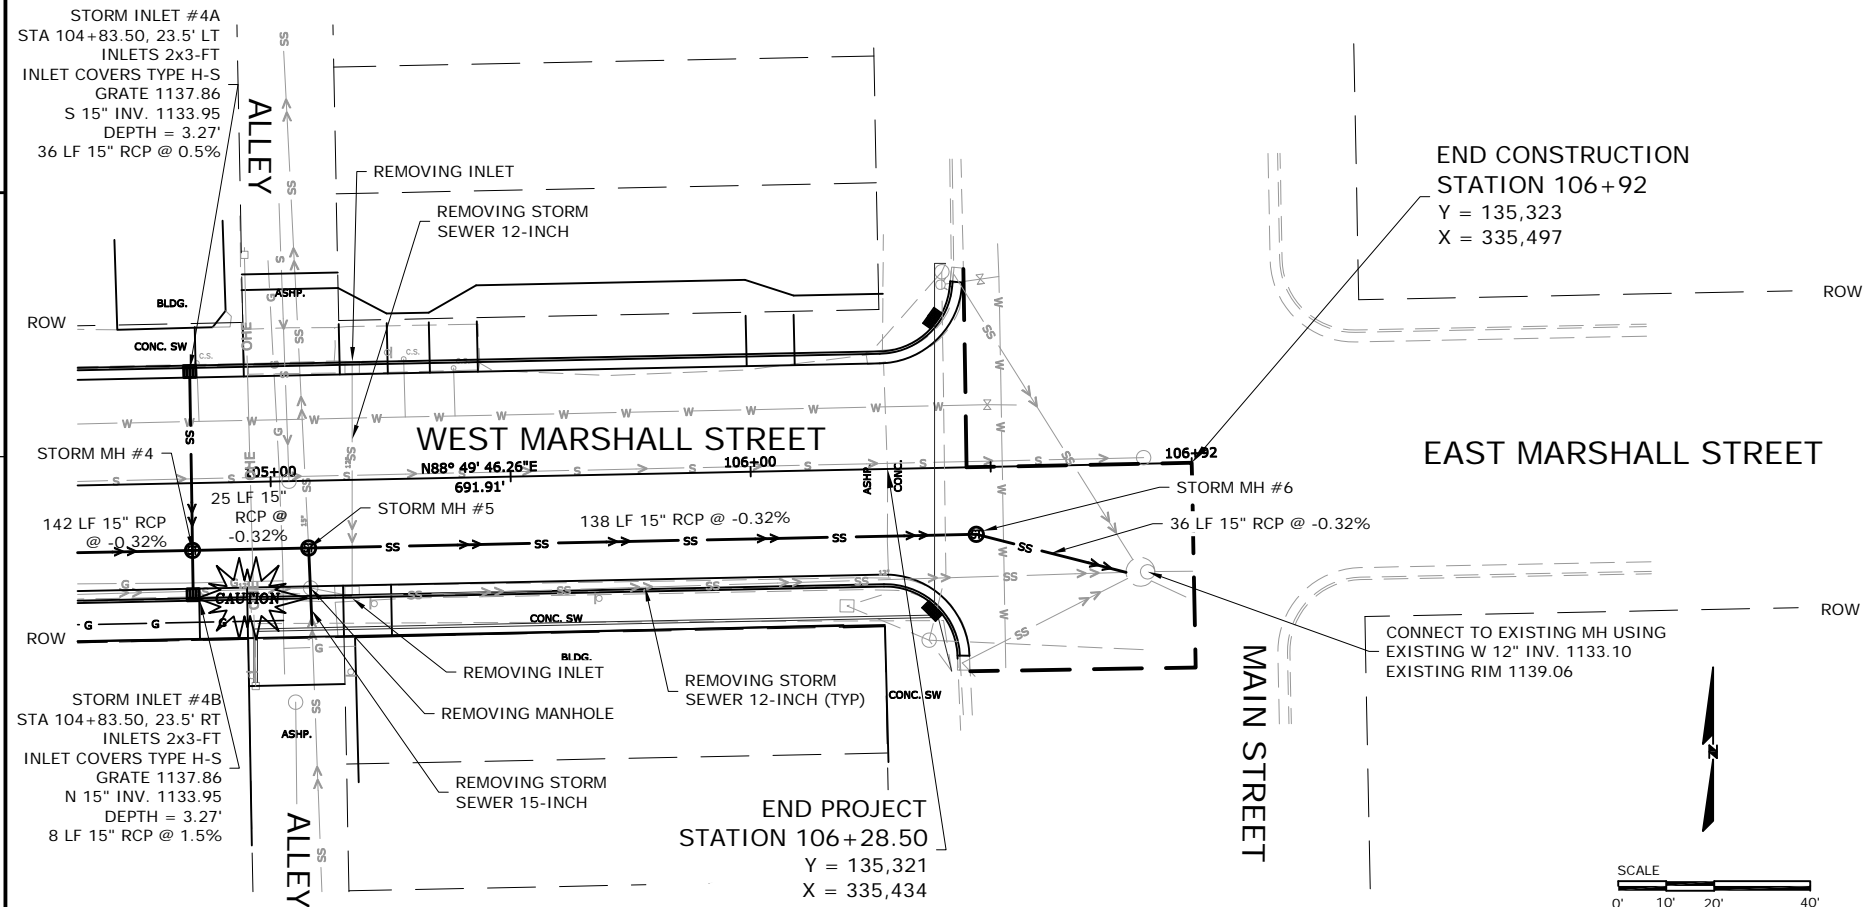 STORM INLET #4A
STA 104+83.50, 23.5' LT
INLETS 2x3-FT
INLET COVERS TYPE H-S
GRATE 1137.86
S 15" INV. 1133.95
DEPTH = 3.27'
36 LF 15" RCP @ 0.5%
ALLEY
REMOVING INLET
REMOVING STORM
SEWER 12-INCH
END CONSTRUCTION
STATION 106+92
Y = 135,323
X = 335,497
BLDG.
ASHP.
ROW
ROW
CONC. SW
C.S.
C.S.
OHE
WEST MARSHALL STREET
EAST MARSHALL STREET
STORM MH #4
105+00
N88° 49' 46.26"E
691.91'
106+00
106+92
ASHP.
CONC.
25 LF 15"
RCP @
-0.32%
STORM MH #5
142 LF 15" RCP
@ -0.32%
138 LF 15" RCP @ -0.32%
STORM MH #6
36 LF 15" RCP @ -0.32%
CAUTION
CONC. SW
ROW
ROW
BLDG.
CONNECT TO EXISTING MH USING
EXISTING W 12" INV. 1133.10
EXISTING RIM 1139.06
REMOVING INLET
REMOVING STORM
SEWER 12-INCH (TYP)
CONC. SW
STORM INLET #4B
STA 104+83.50, 23.5' RT
INLETS 2x3-FT
INLET COVERS TYPE H-S
GRATE 1137.86
N 15" INV. 1133.95
DEPTH = 3.27'
8 LF 15" RCP @ 1.5%
REMOVING MANHOLE
ASHP.
REMOVING STORM
SEWER 15-INCH
ALLEY
END PROJECT
STATION 106+28.50
Y = 135,321
X = 335,434
MAIN STREET
N
SCALE
0' 10' 20' 40'